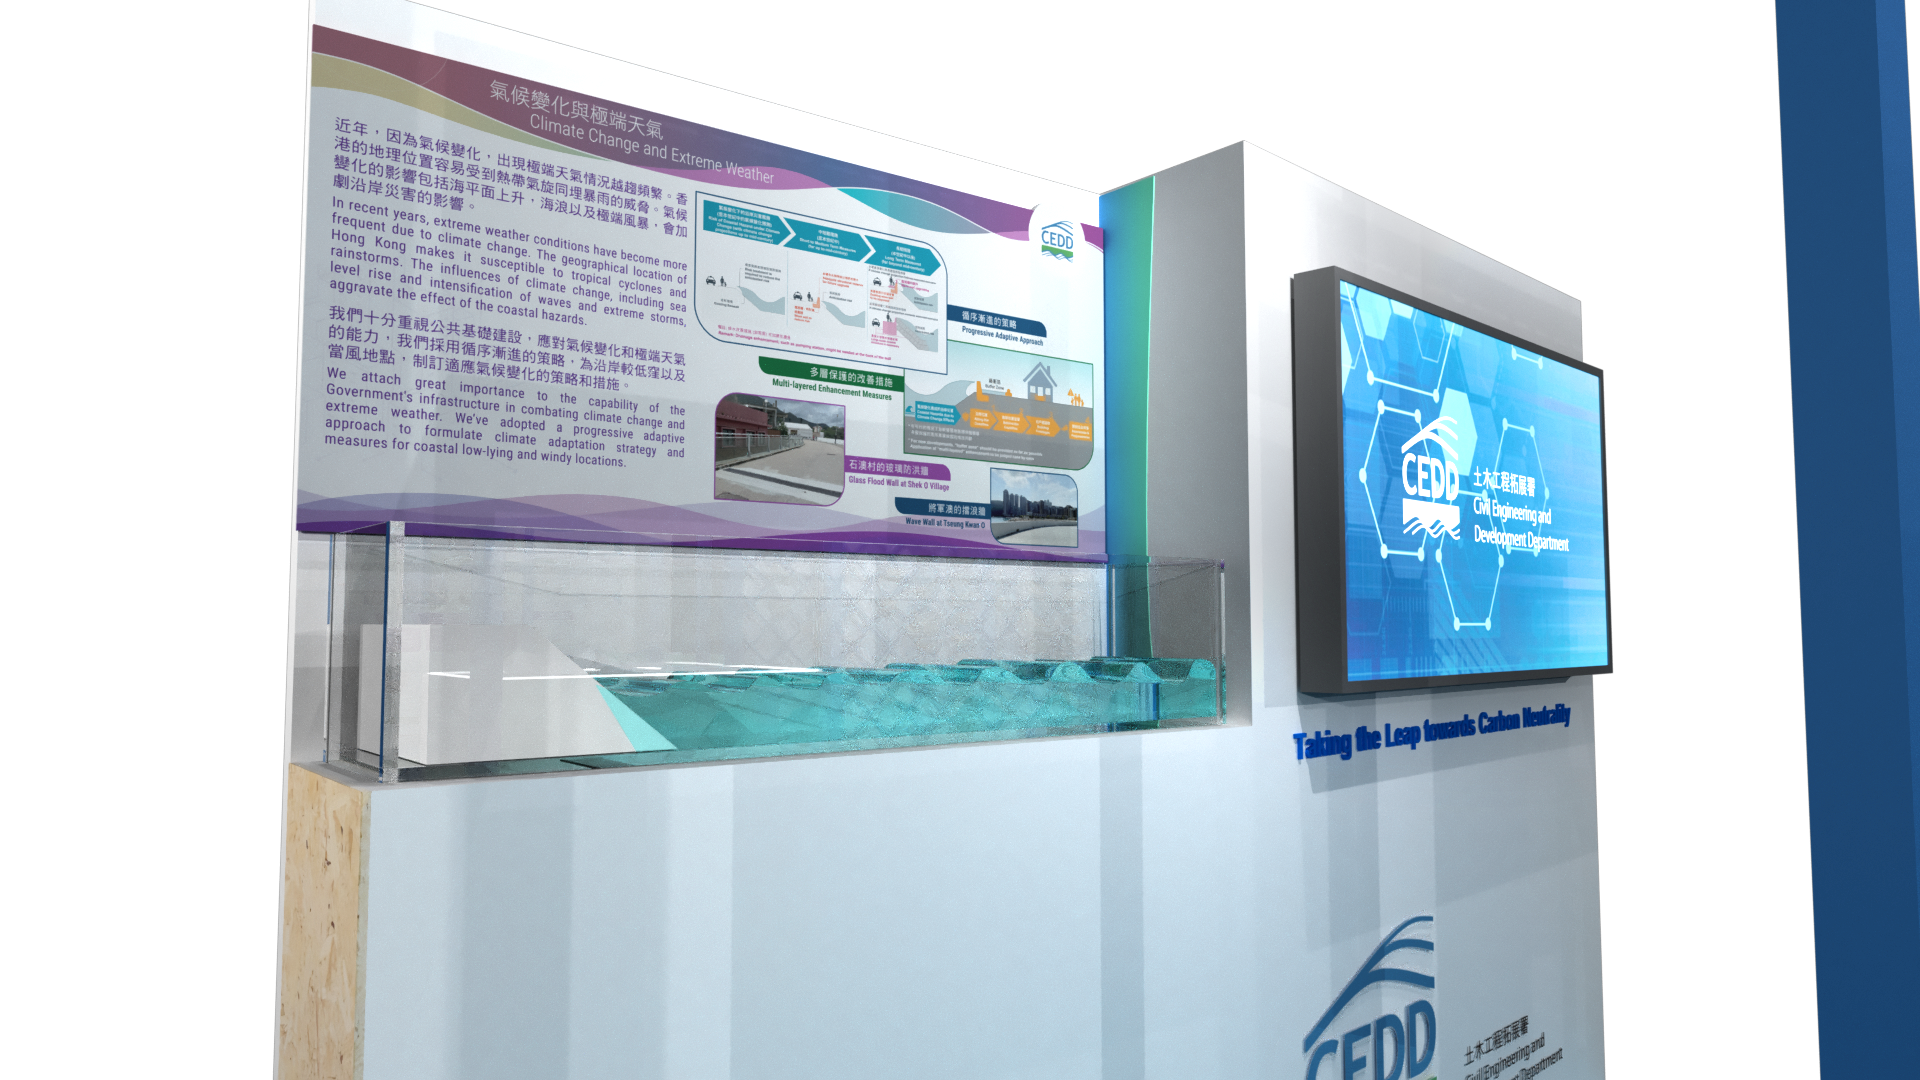 氣候變化與極端天氣
Climate Change and Extreme Weather
近年，因為氣候變化，出現極端天氣情況越趨頻繁。香
港的地理位置容易受到熱帶氣旋同埋暴雨的威脅。氣候
變化的影響包括海平面上升，海浪以及極端風暴，會加
劇沿岸災害的影響。
In recent years, extreme weather conditions have become more
frequent due to climate change. The geographical location of
Hong Kong makes it susceptible to tropical cyclones and
rainstorms. The influences of climate change, including sea
level rise and intensification of waves and extreme storms,
aggravate the effect of the coastal hazards.
我們十分重視公共基礎建設，應對氣候變化和極端天氣
的能力，我們採用循序漸進的策略，為沿岸較低窪以及
當風地點，制訂適應氣候變化的策略和措施。
We attach great importance to the capability of the
Government's infrastructure in combating climate change and
extreme weather. We've adopted a progressive adaptive
approach to formulate climate adaptation strategy and
measures for coastal low-lying and windy locations.
CEDD
循序漸進的策略
Progressive Adaptive Approach
多層保護的改善措施
Multi-layered Enhancement Measures
石澳村的玻璃防洪牆
Glass Flood Wall at Shek O Village
將軍澳的擋浪牆
Wave Wall at Tseung Kwan O
CEDD
土木工程拓展署
Civil Engineering and
Development Department
Taking the Leap towards Carbon Neutrality
CEDD
土木工程拓展署
Civil Engineering and
Department